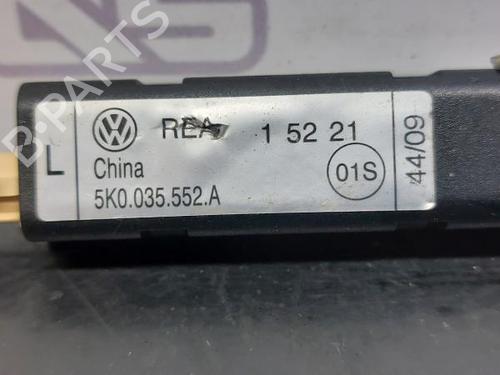 L
REA 1 52 21
China
01S
5K0.035.552.A
44/09
B-PARTS